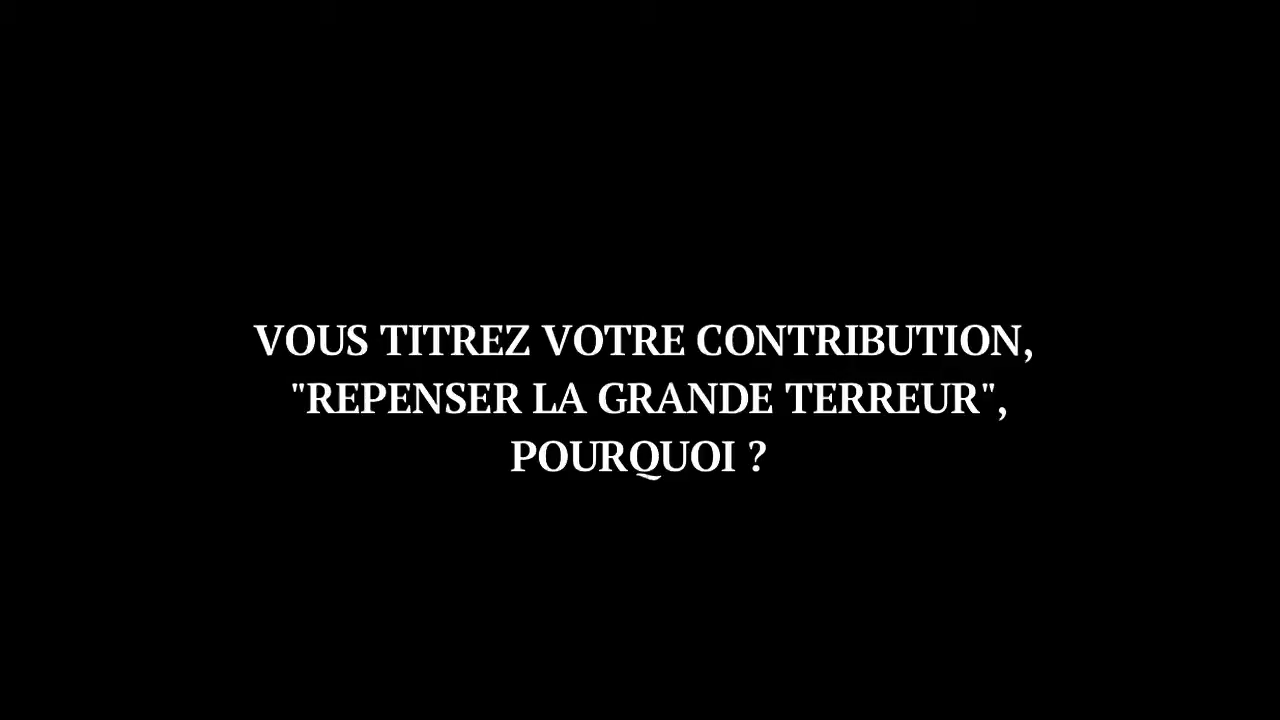 VOUS TITREZ VOTRE CONTRIBUTION,
"REPENSER LA GRANDE TERREUR",
POURQUOI ?